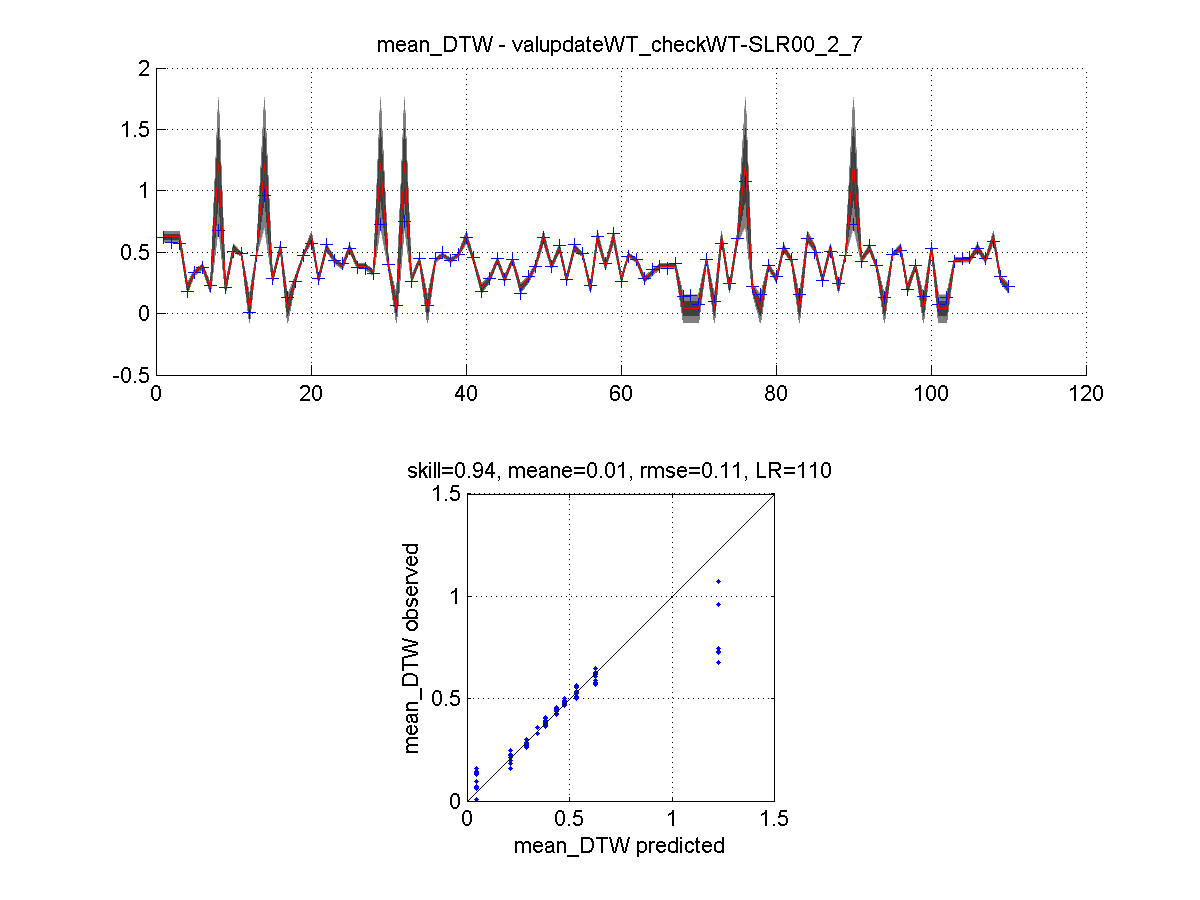 mean_DTW - valupdateWT_checkWT-SLR00_2_7
2
1.5
1
0.5
0
-0.5
0 20 40 60 80 100 120
skill=0.94, meane=0.01, rmse=0.11, LR=110
mean_DTW observed
1.5
1
0.5
0
0 0.5 1 1.5
mean_DTW predicted